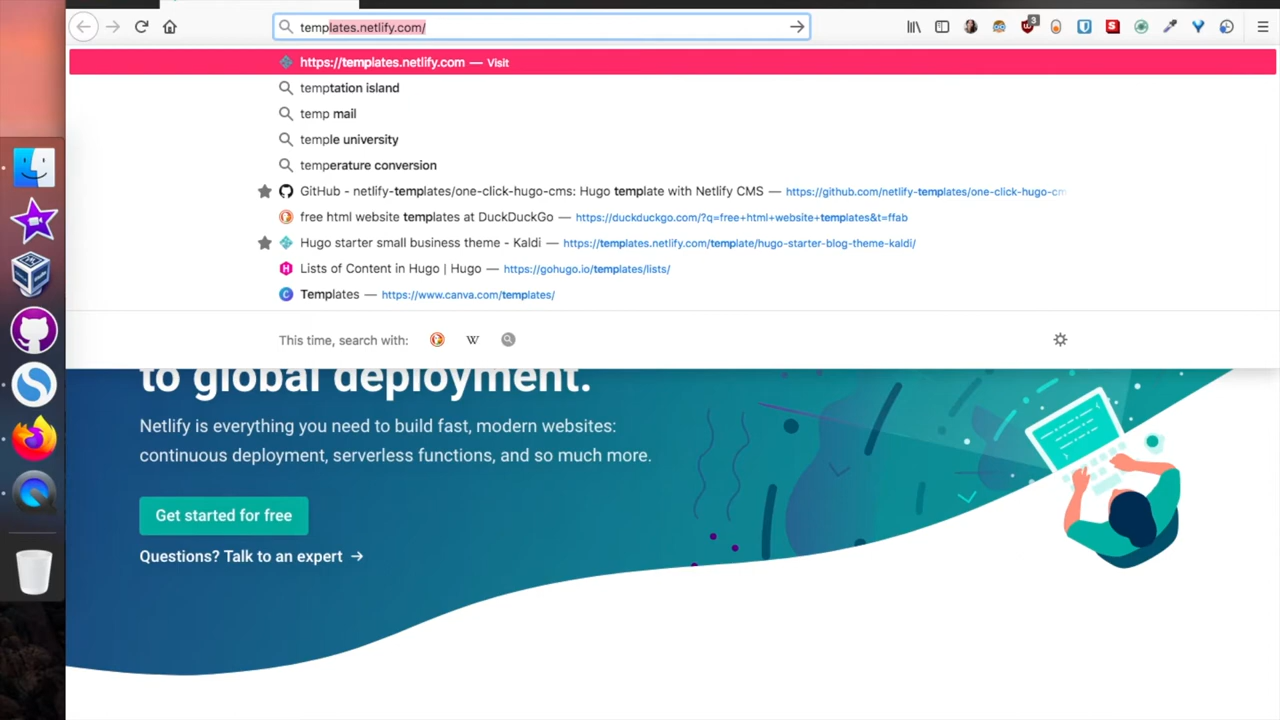 templates.netlify.com/
3
https://templates.netlify.com — Visit
temptation island
temp mail
temple university
temperature conversion
GitHub - netlify-templates/one-click-hugo-cms: Hugo template with Netlify CMS — https://github.com/netlify-templates/one-click-hugo-cm
free html website templates at DuckDuckGo — https://duckduckgo.com/?q=free+html+website+templates&t=ffab
Hugo starter small business theme - Kaldi — https://templates.netlify.com/template/hugo-starter-blog-theme-kaldi/
Lists of Content in Hugo | Hugo — https://gohugo.io/templates/lists/
Templates — https://www.canva.com/templates/
This time, search with: W
to global deployment.
Netlify is everything you need to build fast, modern websites:
continuous deployment, serverless functions, and so much more.
Get started for free
Questions? Talk to an expert →